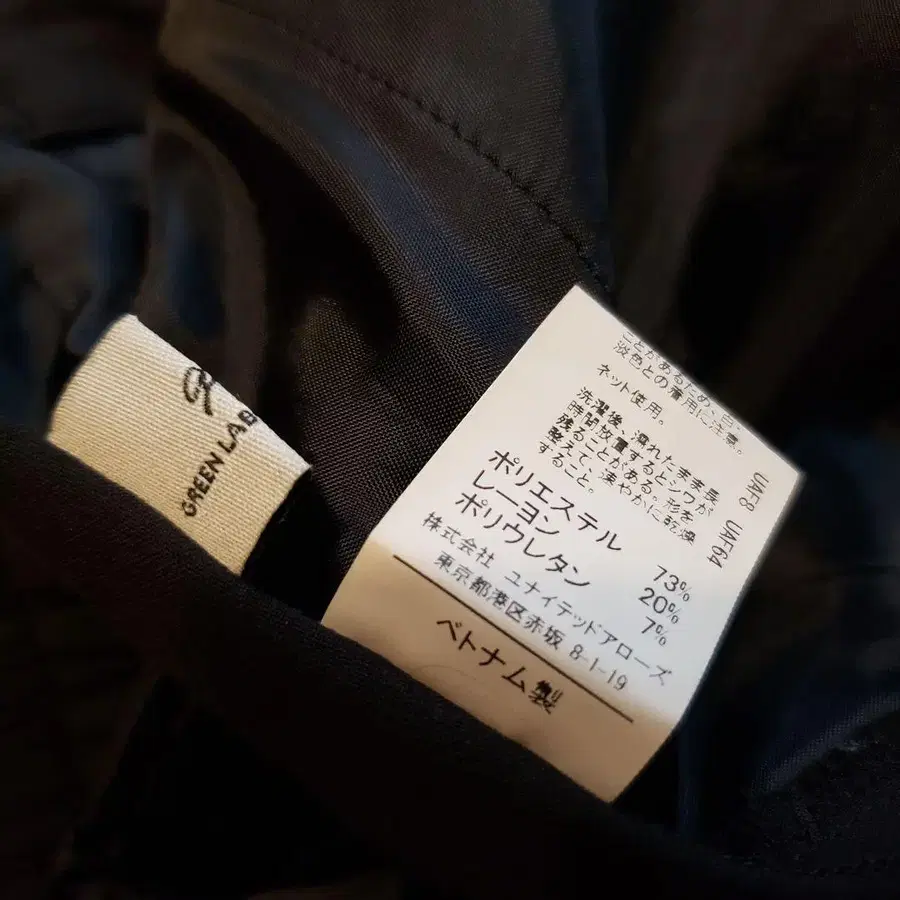 GREEN LAB
ことがあるため、白、
淡色との着用に注意。
ネット使用。
洗濯後、濡れたまま長
時間放置するとシワが
残ることがある。形を
整えて、速やかに乾燥
すること。
UAF8 UAF64
ポリエステル 73%
レーヨン 20%
ポリウレタン 7%
株式会社 ユナイテッドアローズ
東京都港区赤坂 8-1-19
ベトナム製